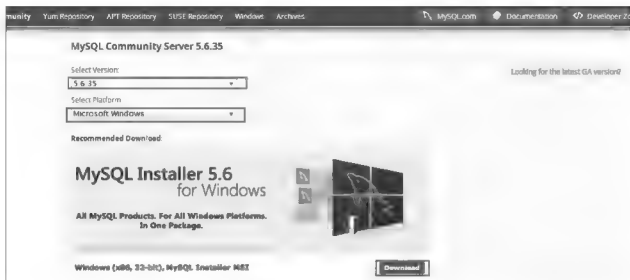 munity Yum Repository APT Repository SUSE Repository Windows Archives MySQL.com Documentation Developer Zo
MySQL Community Server 5.6.35
Select Version:
5.6.35
Looking for the latest GA version?
Select Platform
Microsoft Windows
Recommended Download
MySQL Installer 5.6
for Windows
All MySQL Products. For All Windows Platforms.
In One Package.
Windows (x86, 32-bit), MySQL Installer MSI Download